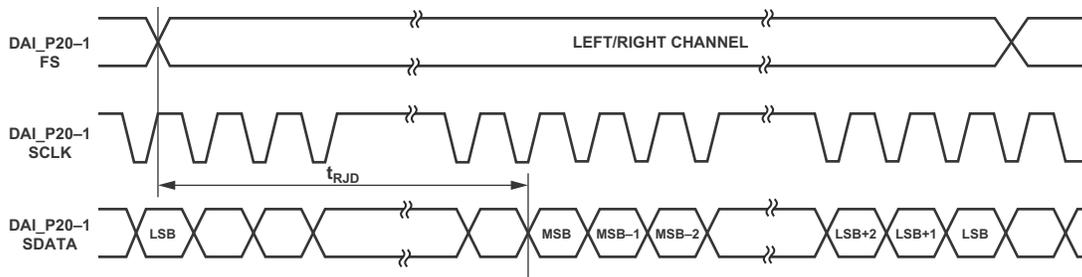 DAI_P20–1
FS
LEFT/RIGHT CHANNEL
DAI_P20–1
SCLK
tRJD
DAI_P20–1
SDATA
LSB
MSB
MSB–1
MSB–2
LSB+2
LSB+1
LSB